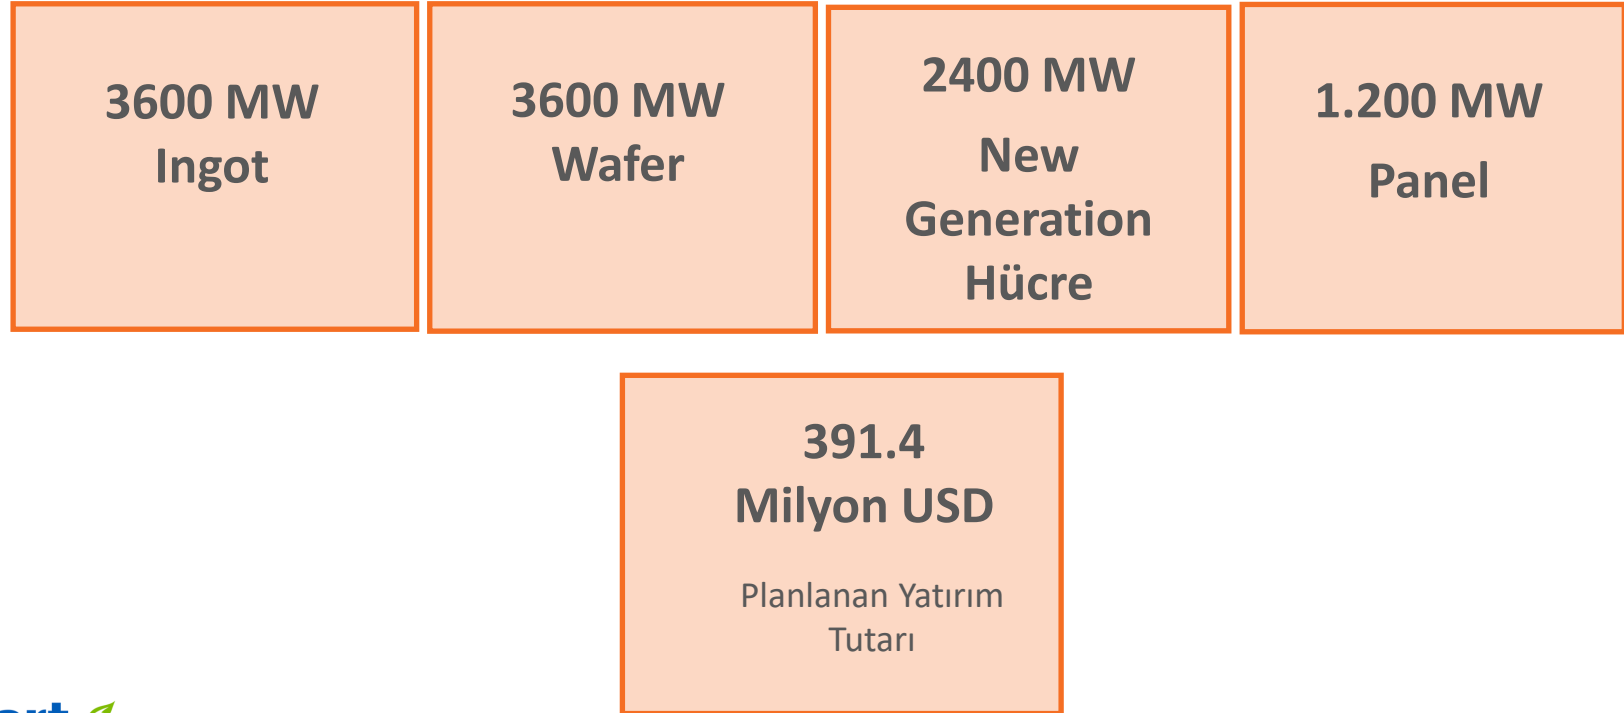 3600 MW
Ingot
3600 MW
Wafer
2400 MW
New
Generation
Hücre
1.200 MW
Panel
391.4
Milyon USD
Planlanan Yatırım
Tutarı